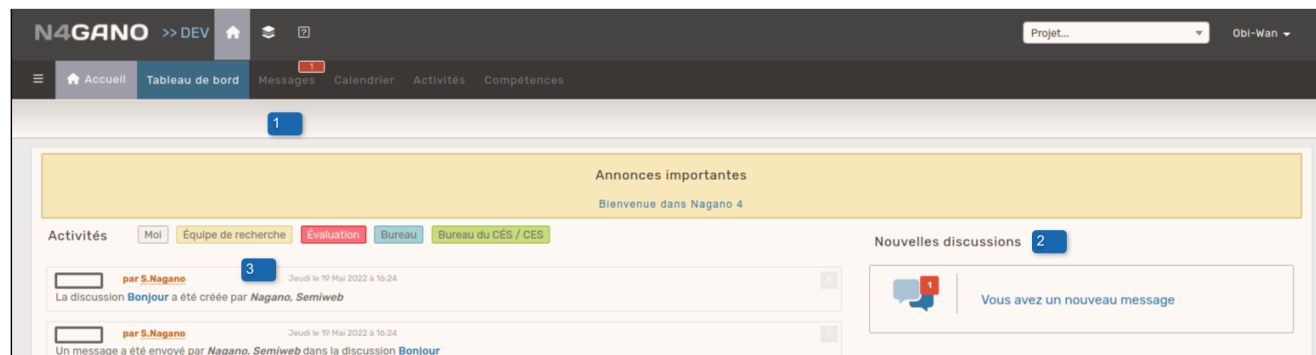 N4GANO >> DEV Projet... Obi-Wan
Accueil Tableau de bord Messages 1 Calendrier Activités Compétences
1
Annonces importantes
Bienvenue dans Nagano 4
Activités Moi Équipe de recherche Évaluation Bureau Bureau du CÉS / CES
Nouvelles discussions 2
3
par S.Nagano Jeudi le 19 Mai 2022 à 16:24 x
La discussion Bonjour a été créée par Nagano, Semiweb
1
Vous avez un nouveau message
par S.Nagano Jeudi le 19 Mai 2022 à 16:24 x
Un message a été envoyé par Nagano, Semiweb dans la discussion Bonjour